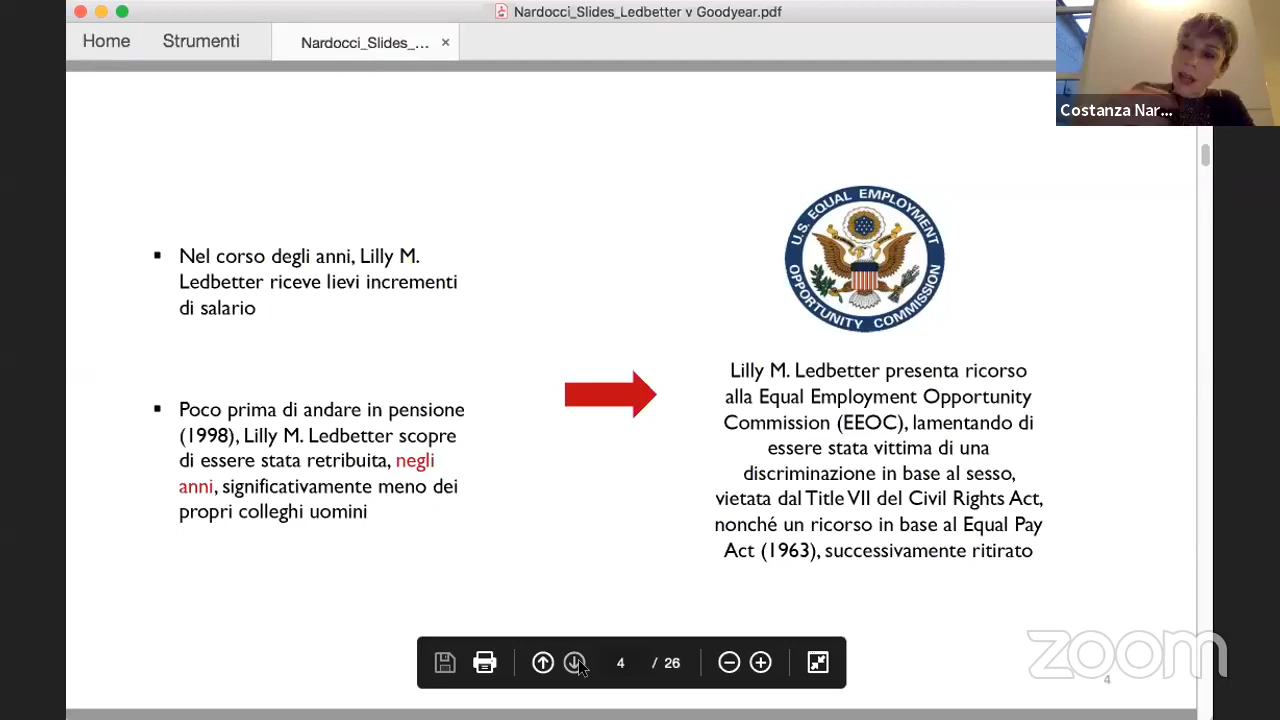 Nardocci_Slides_Ledbetter v Goodyear.pdf
Home
Strumenti
Nardocci_Slides_...
×
Costanza Nar...
▪ Nel corso degli anni, Lilly M.
Ledbetter riceve lievi incrementi
di salario
▪ Poco prima di andare in pensione
(1998), Lilly M. Ledbetter scopre
di essere stata retribuita, negli
anni, significativamente meno dei
propri colleghi uomini
U.S. EQUAL EMPLOYMENT
OPPORTUNITY COMMISSION
Lilly M. Ledbetter presenta ricorso
alla Equal Employment Opportunity
Commission (EEOC), lamentando di
essere stata vittima di una
discriminazione in base al sesso,
vietata dal Title VII del Civil Rights Act,
nonché un ricorso in base al Equal Pay
Act (1963), successivamente ritirato
4 / 26
zoom
4